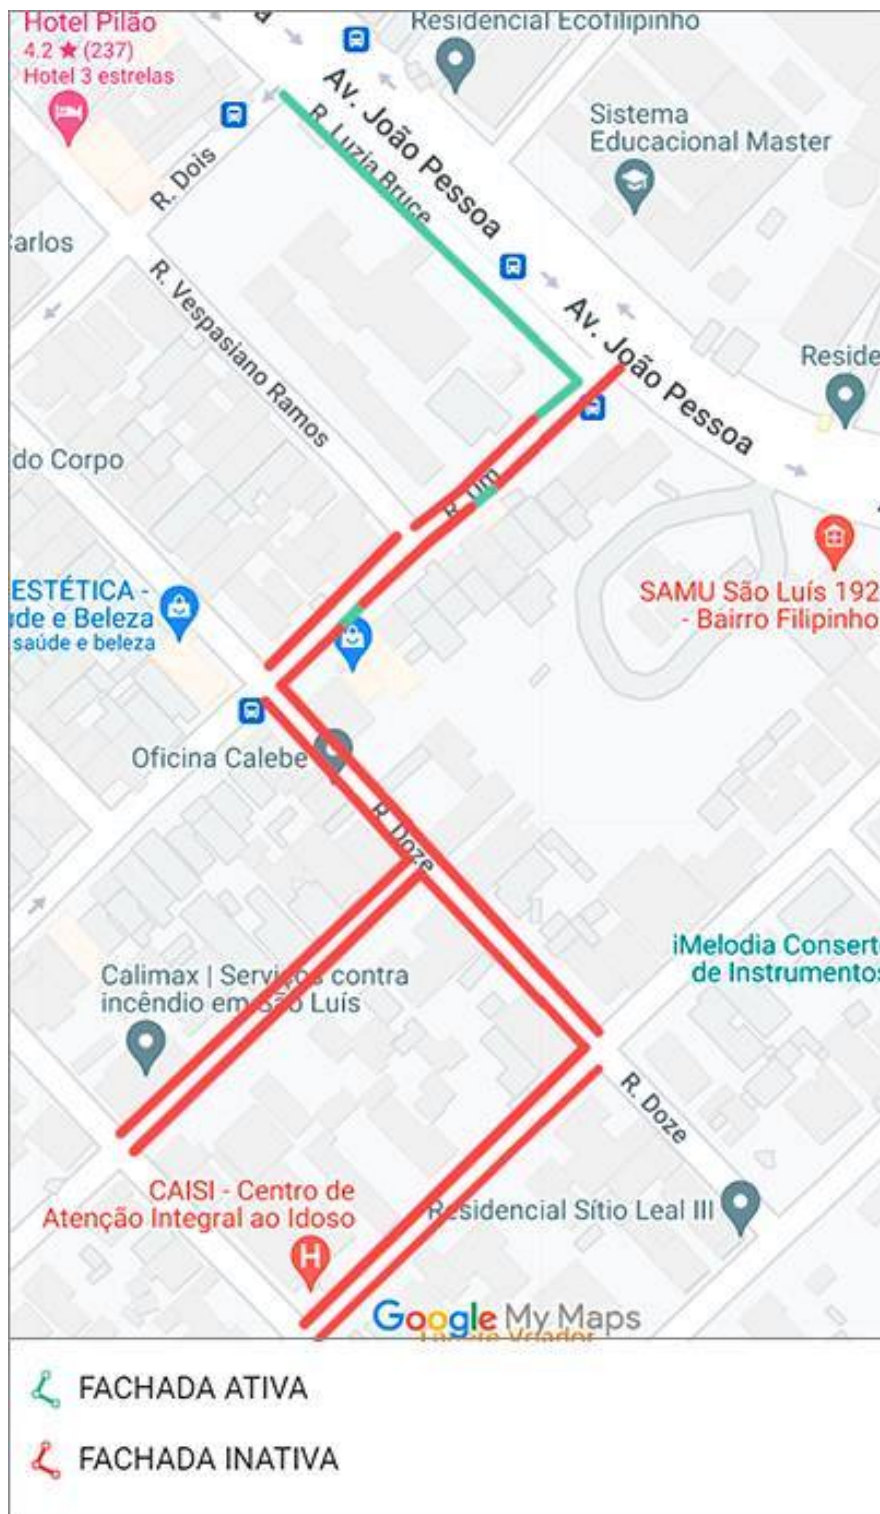 Hotel Pilão
4.2 ★ (237)
Hotel 3 estrelas
Residencial Ecofilipinho
Av. João Pessoa
R. Luzia Bruce
Sistema
Educacional Master
R. Dois
Carlos
R. Vespasiano Ramos
Av. João Pessoa
Reside
do Corpo
R. Um
ESTÉTICA -
úde e Beleza
saúde e beleza
SAMU São Luís 192
- Bairro Filipinho
Oficina Calebe
R. Doze
iMelodia Consert
de Instrumentos
Calimax | Serviços contra
incêndio em São Luís
R. Doze
CAISI - Centro de
Atenção Integral ao Idoso
H
Residencial Sítio Leal III
Google My Maps
FACHADA ATIVA
FACHADA INATIVA